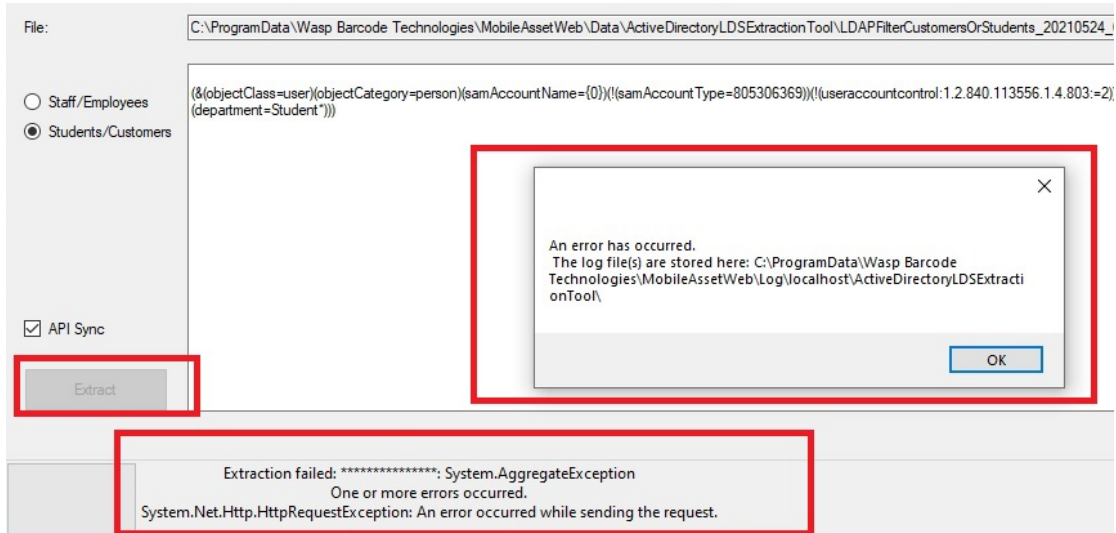 File:
C:\ProgramData\Wasp Barcode Technologies\MobileAssetWeb\Data\ActiveDirectoryLDSExtractionTool\LDAPFilterCustomersOrStudents_20210524_
Staff/Employees
Students/Customers
(&(objectClass=user)(objectCategory=person)(samAccountName={0})(!(samAccountType=805306369))(!(useraccountcontrol:1.2.840.113556.1.4.803:=2))
(department=Student*)))
An error has occurred.
The log file(s) are stored here: C:\ProgramData\Wasp Barcode
Technologies\MobileAssetWeb\Log\localhost\ActiveDirectoryLDSExtracti
onTool\
OK
API Sync
Extract
Extraction failed: ***************: System.AggregateException
One or more errors occurred.
System.Net.Http.HttpRequestException: An error occurred while sending the request.